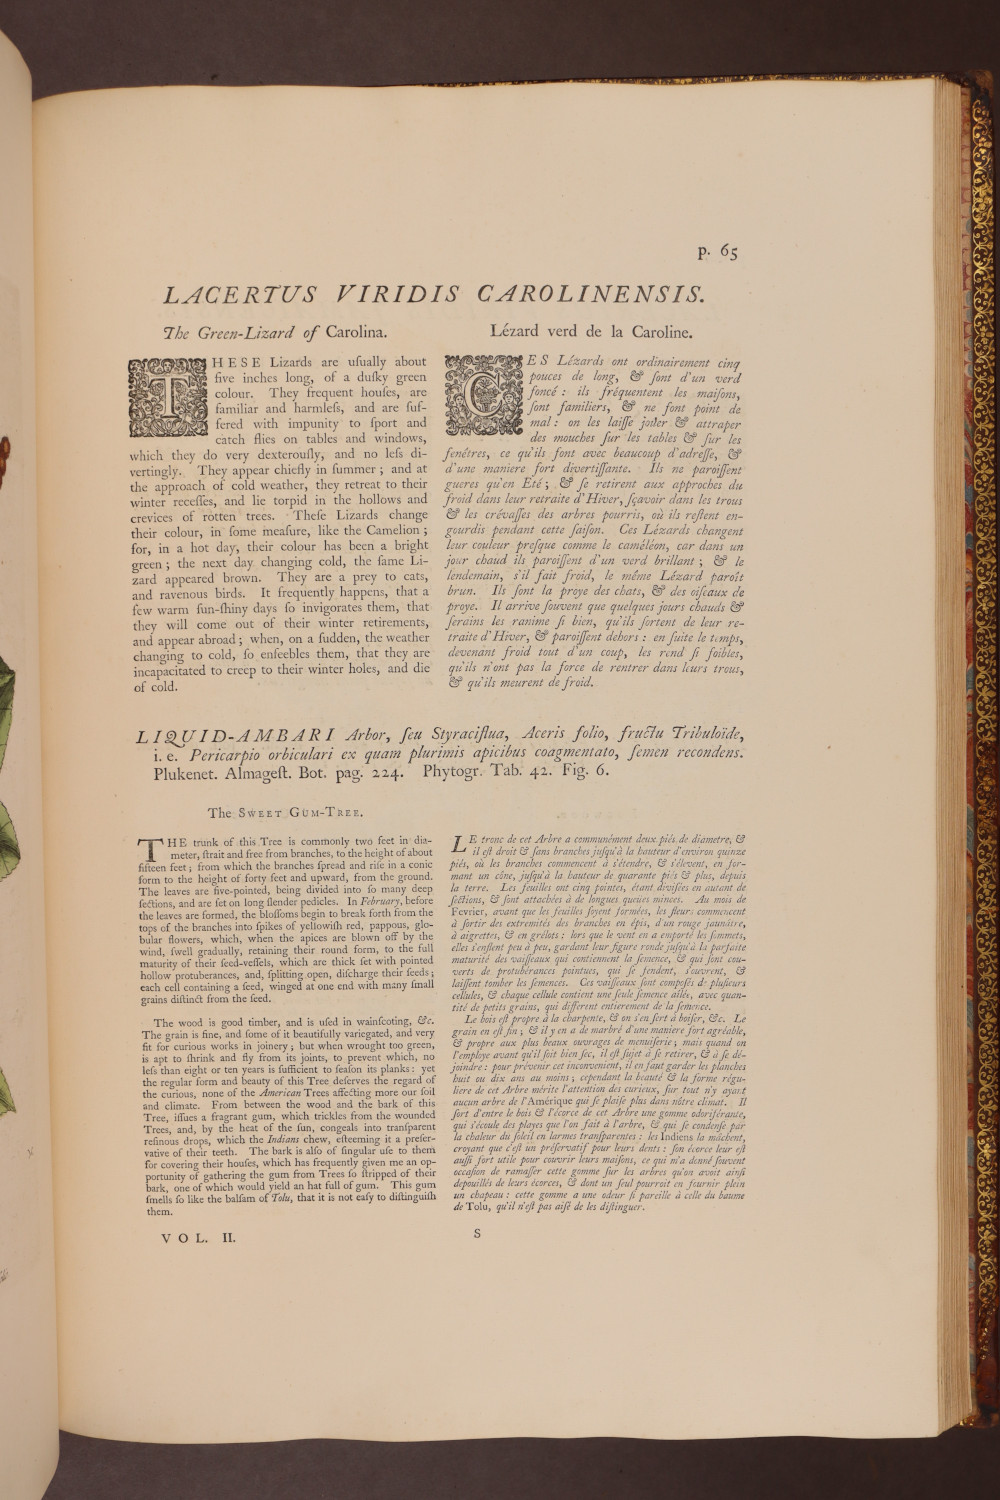 p. 65
LACERTUS VIRIDIS CAROLINENSIS.
The Green-Lizard of Carolina.
THESE Lizards are uſually about
five inches long, of a duſky green
colour. They frequent houſes, are
familiar and harmleſs, and are ſuf-
fered with impunity to ſport and
catch flies on tables and windows,
which they do very dexterouſly, and no leſs di-
vertingly. They appear chiefly in ſummer; and at
the approach of cold weather, they retreat to their
winter receſſes, and lie torpid in the hollows and
crevices of rotten trees. Theſe Lizards change
their colour, in ſome meaſure, like the Camelion;
for, in a hot day, their colour has been a bright
green; the next day changing cold, the ſame Li-
zard appeared brown. They are a prey to cats,
and ravenous birds. It frequently happens, that a
few warm ſun-ſhiny days ſo invigorates them, that
they will come out of their winter retirements,
and appear abroad; when, on a ſudden, the weather
changing to cold, ſo enfeebles them, that they are
incapacitated to creep to their winter holes, and die
of cold.
Lézard verd de la Caroline.
CES Lézards ont ordinairement cinq
pouces de long, & ſont d'un verd
foncé : ils fréquentent les maiſons,
ſont familiers, & ne font point de
mal : on les laiſſe joüer & attraper
des mouches ſur les tables & ſur les
fenêtres, ce qu'ils font avec beaucoup d'adreſſe, &
d'une maniere fort divertiſſante. Ils ne paroiſſent
gueres qu'en Eté; & ſe retirent aux approches du
froid dans leur retraite d'Hiver, ſçavoir dans les trous
& les crévaſſes des arbres pourris, où ils reſtent en-
gourdis pendant cette ſaiſon. Ces Lézards changent
leur couleur preſque comme le caméléon, car dans un
jour chaud ils paroiſſent d'un verd brillant; & le
lendemain, s'il fait froid, le même Lézard paroît
brun. Ils ſont la proye des chats, & des oiſeaux de
proye. Il arrive ſouvent que quelques jours chauds &
ſerains les ranime ſi bien, qu'ils ſortent de leur re-
traite d'Hiver, & paroiſſent dehors : en ſuite le temps,
devenant froid tout d'un coup, les rend ſi foibles,
qu'ils n'ont pas la force de rentrer dans leurs trous,
& qu'ils meurent de froid.
LIQUID-AMBARI Arbor, ſeu Styraciflua, Aceris folio, fructu Tribuloïde,
i. e. Pericarpio orbiculari ex quam plurimis apicibus coagmentato, ſemen recondens.
Plukenet. Almageſt. Bot. pag. 224. Phytogr. Tab. 42. Fig. 6.
The SWEET GUM-TREE.
THE trunk of this Tree is commonly two feet in dia-
meter, ſtrait and free from branches, to the height of about
fifteen feet; from which the branches ſpread and riſe in a conic
form to the height of forty feet and upward, from the ground.
The leaves are five-pointed, being divided into ſo many deep
ſections, and are ſet on long ſlender pedicles. In February, before
the leaves are formed, the bloſſoms begin to break forth from the
tops of the branches into ſpikes of yellowiſh red, pappous, glo-
bular flowers, which, when the apices are blown off by the
wind, ſwell gradually, retaining their round form, to the full
maturity of their ſeed-veſſels, which are thick ſet with pointed
hollow protuberances, and, ſplitting open, diſcharge their ſeeds;
each cell containing a ſeed, winged at one end with many ſmall
grains diſtinct from the ſeed.
The wood is good timber, and is uſed in wainſcoting, &c.
The grain is fine, and ſome of it beautifully variegated, and very
fit for curious works in joinery; but when wrought too green,
is apt to ſhrink and fly from its joints, to prevent which, no
leſs than eight or ten years is ſufficient to ſeaſon its planks: yet
the regular form and beauty of this Tree deſerves the regard of
the curious, none of the American Trees affecting more our ſoil
and climate. From between the wood and the bark of this
Tree, iſſues a fragrant gum, which trickles from the wounded
Trees, and, by the heat of the ſun, congeals into tranſparent
reſinous drops, which the Indians chew, eſteeming it a preſer-
vative of their teeth. The bark is alſo of ſingular uſe to them
for covering their houſes, which has frequently given me an op-
portunity of gathering the gum from Trees ſo ſtripped of their
bark, one of which would yield an hat full of gum. This gum
ſmells ſo like the balſam of Tolu, that it is not eaſy to diſtinguiſh
them.
LE tronc de cet Arbre a communément deux piés de diametre, &
il eſt droit & ſans branches juſqu'à la hauteur d'environ quinze
piés, où les branches commencent à s'étendre, & s'élevent, en for-
mant un cône, juſqu'à la hauteur de quarante piés & plus, depuis
la terre. Les feuilles ont cinq pointes, étant diviſées en autant de
ſections, & ſont attachées à de longues queües minces. Au mois de
Fevrier, avant que les feuilles ſoyent formées, les fleurs commencent
à ſortir des extremités des branches en épis, d'un rouge jaunâtre,
à aigrettes, & en grélots : lors que le vent en a emporté les ſommets,
elles s'enflent peu à peu, gardant leur figure ronde juſqu'à la parfaite
maturité des vaiſſeaux qui contiennent la ſemence, & qui ſont cou-
verts de protubérances pointues, qui ſe fendent, s'ouvrent, &
laiſſent tomber les ſemences. Ces vaiſſeaux ſont compoſés de pluſieurs
cellules, & chaque cellule contient une ſeule ſemence ailée, avec quan-
tité de petits grains, qui diffèrent entierement de la ſemence.
Le bois eſt propre à la charpente, & on s'en ſert à boiſer, &c. Le
grain en eſt fin; & il y en a de marbré d'une maniere fort agréable,
& propre aux plus beaux ouvrages de menuiſerie; mais quand on
l'employe avant qu'il ſoit bien ſec, il eſt ſujet à ſe retirer, & à ſe dé-
joindre : pour prévenir cet inconvenient, il en faut garder les planches
huit ou dix ans au moins; cependant la beauté & la forme régu-
liere de cet Arbre mérite l'attention des curieux, ſur tout n'y ayant
aucun arbre de l'Amérique qui ſe plaiſe plus dans nôtre climat. Il
ſort d'entre le bois & l'écorce de cet Arbre une gomme odoriférante,
qui s'écoule des playes que l'on fait à l'arbre, & qui ſe condenſe par
la chaleur du ſoleil en larmes tranſparentes : les Indiens la mâchent,
croyant que c'eſt un préſervatif pour leurs dents : ſon écorce leur eſt
auſſi fort utile pour couvrir leurs maiſons, ce qui m'a donné ſouvent
occaſion de ramaſſer cette gomme ſur les arbres qu'on avoit ainſi
depouillés de leurs écorces, & dont un ſeul pourroit en fournir plein
un chapeau : cette gomme a une odeur ſi pareille à celle du baume
de Tolu, qu'il n'eſt pas aiſé de les diſtinguer.
VOL. II.
S